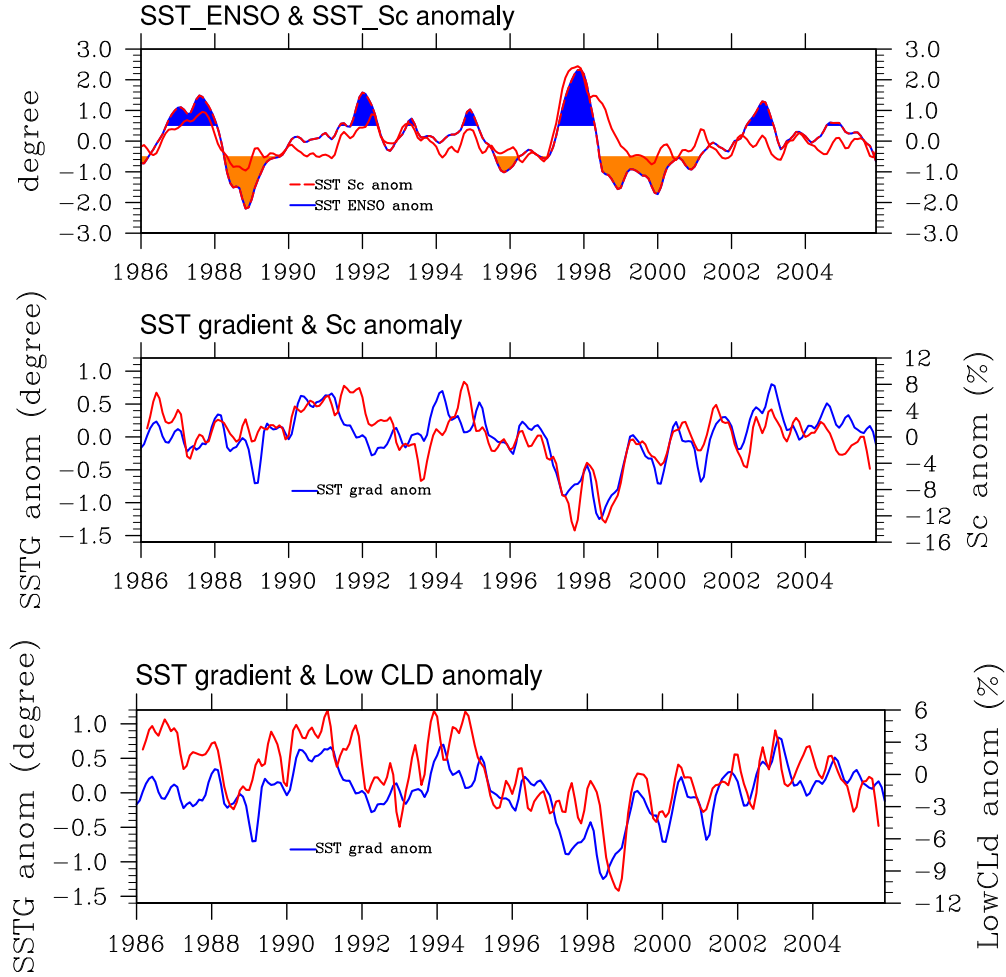 SST_ENSO & SST_Sc anomaly
degree
3.0
2.0
1.0
0.0
−1.0
−2.0
−3.0
3.0
2.0
1.0
0.0
−1.0
−2.0
−3.0
SST Sc anom
SST ENSO anom
1986 1988 1990 1992 1994 1996 1998 2000 2002 2004
SST gradient & Sc anomaly
SSTG anom (degree)
1.0
0.5
0.0
−0.5
−1.0
−1.5
12
8
4
0
−4
−8
−12
−16
Sc anom (%)
SST grad anom
1986 1988 1990 1992 1994 1996 1998 2000 2002 2004
SST gradient & Low CLD anomaly
SSTG anom (degree)
1.0
0.5
0.0
−0.5
−1.0
−1.5
6
3
0
−3
−6
−9
−12
LowCLd anom (%)
SST grad anom
1986 1988 1990 1992 1994 1996 1998 2000 2002 2004